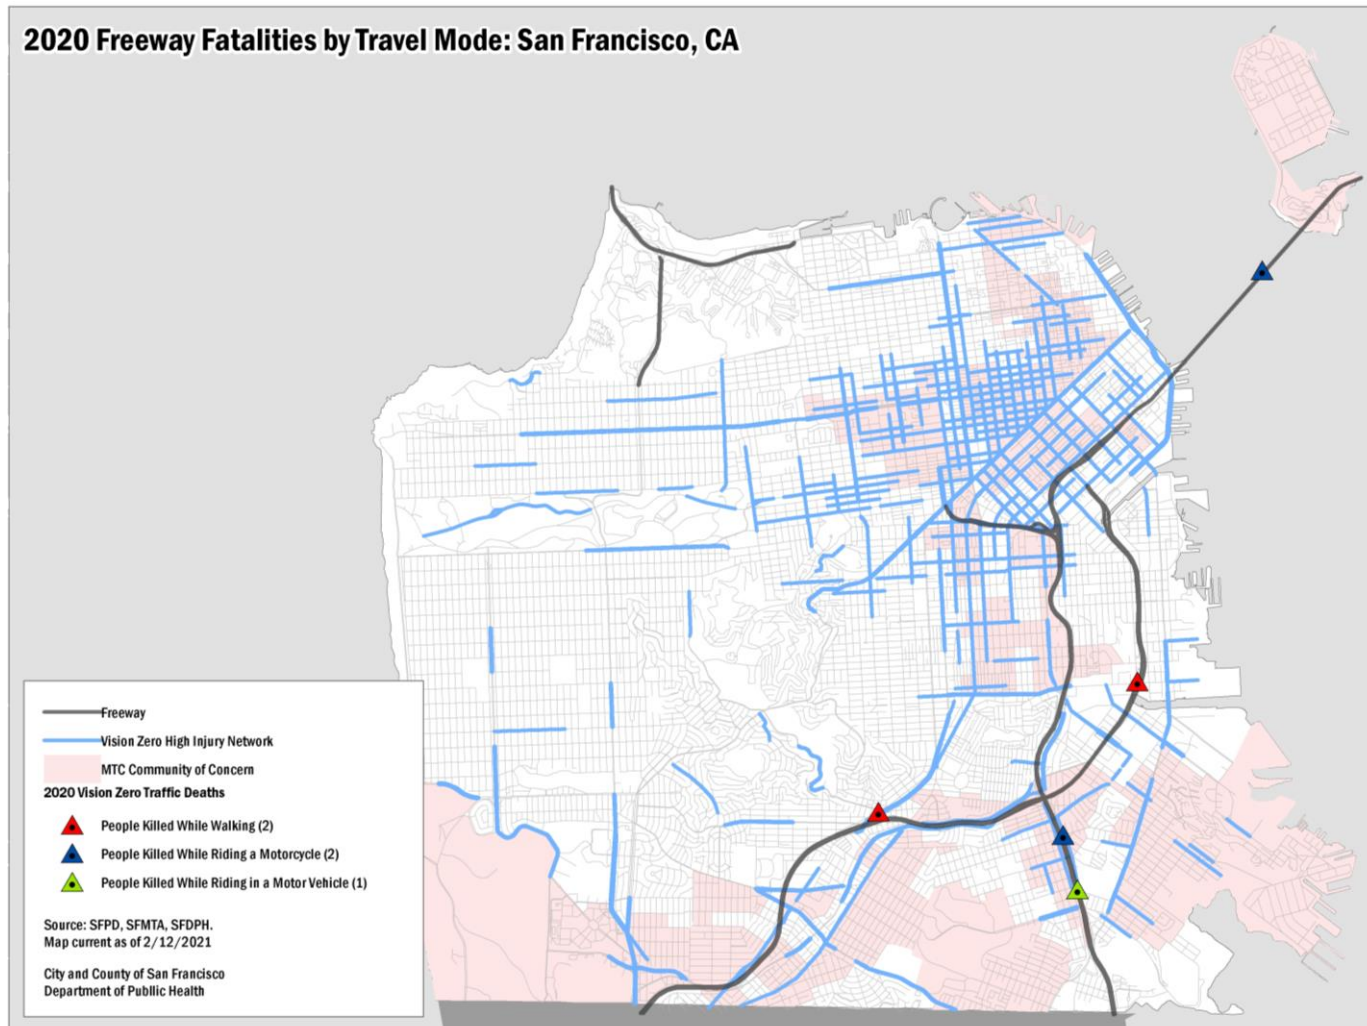 2020 Freeway Fatalities by Travel Mode: San Francisco, CA
Freeway
Vision Zero High Injury Network
MTC Community of Concern
2020 Vision Zero Traffic Deaths
People Killed While Walking (2)
People Killed While Riding a Motorcycle (2)
People Killed While Riding in a Motor Vehicle (1)
Source: SFPD, SFMTA, SFDPH.
Map current as of 2/12/2021
City and County of San Francisco
Department of Publlic Health